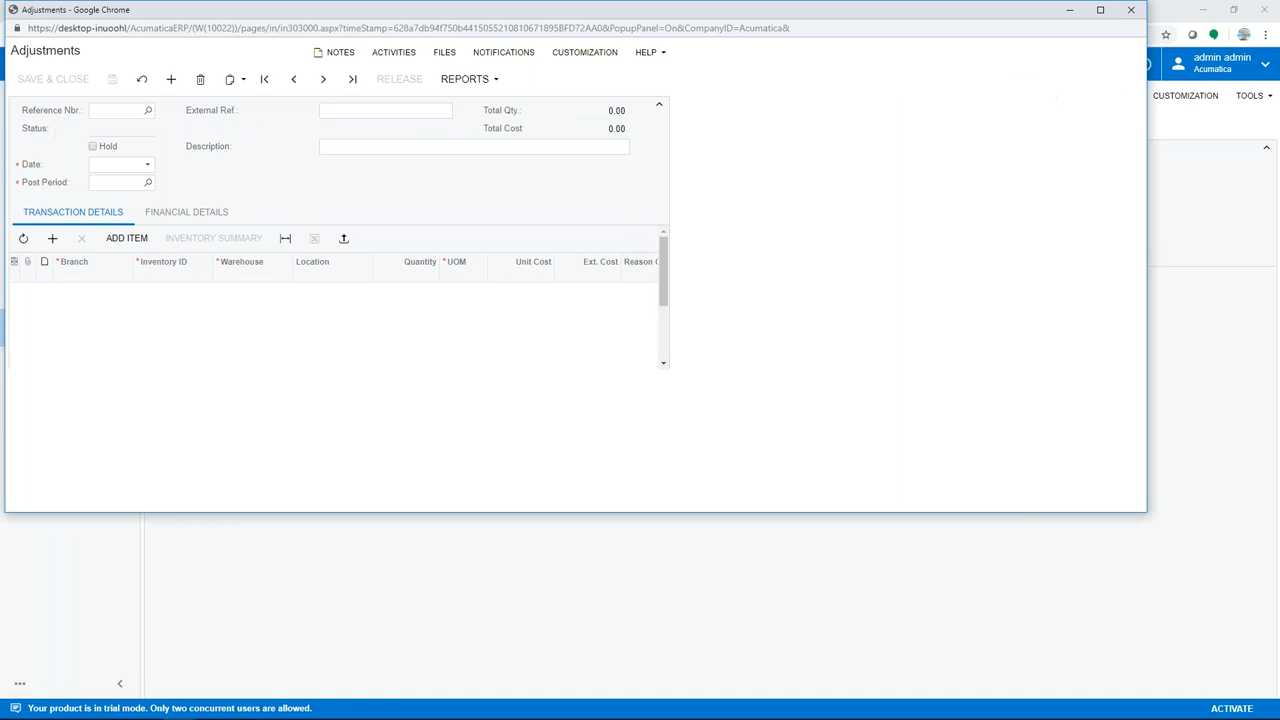 Adjustments - Google Chrome
https://desktop-inuoohl/AcumaticaERP/(W(10022))/pages/in/in303000.aspx?timeStamp=628a7db94f750b4415055210810671895BFD72AA0&PopupPanel=On&CompanyID=Acumatica&
Adjustments
NOTES ACTIVITIES FILES NOTIFICATIONS CUSTOMIZATION HELP
admin admin
Acumatica
SAVE & CLOSE RELEASE REPORTS
CUSTOMIZATION TOOLS
Reference Nbr.: External Ref.: Total Qty.: 0.00
Status: Total Cost: 0.00
Hold Description:
* Date:
* Post Period:
TRANSACTION DETAILS FINANCIAL DETAILS
ADD ITEM INVENTORY SUMMARY
* Branch * Inventory ID * Warehouse Location Quantity * UOM Unit Cost Ext. Cost Reason C
Your product is in trial mode. Only two concurrent users are allowed. ACTIVATE